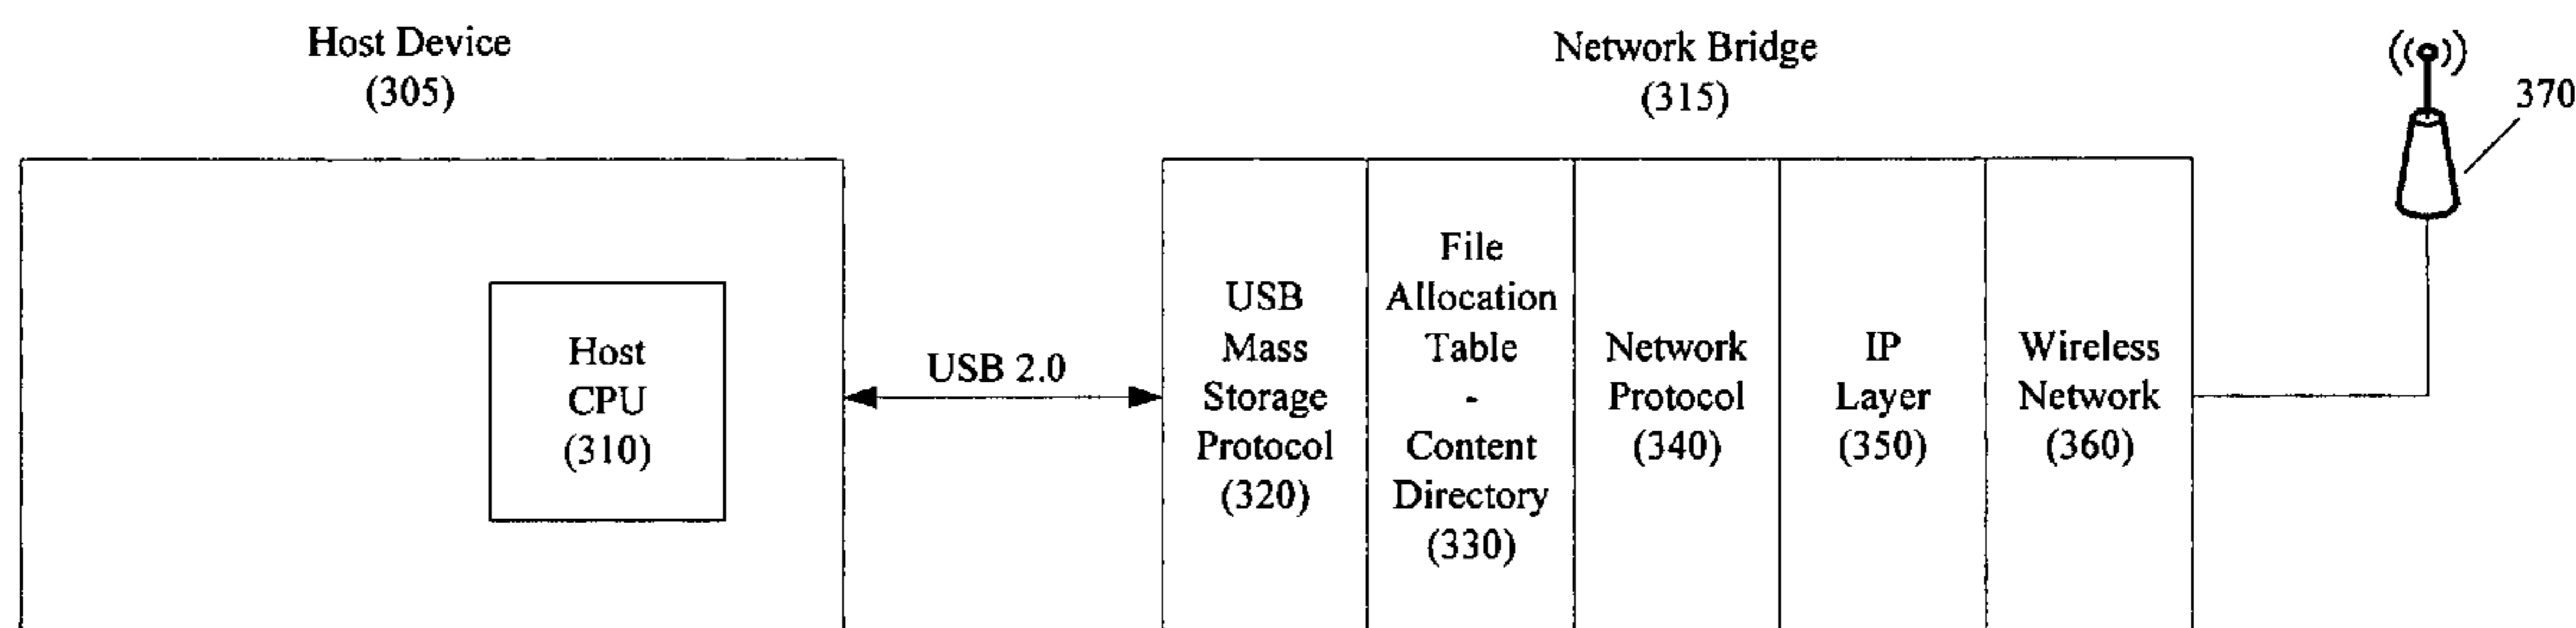 Host Device
(305)
Network Bridge
(315)
370
Host
CPU
(310)
USB 2.0
USB
Mass
Storage
Protocol
(320)
File
Allocation
Table
-
Content
Directory
(330)
Network
Protocol
(340)
IP
Layer
(350)
Wireless
Network
(360)